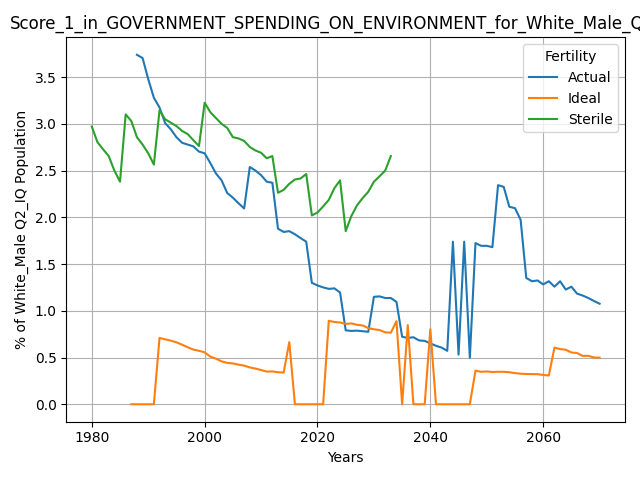 Score_1_in_GOVERNMENT_SPENDING_ON_ENVIRONMENT_for_White_Male_Q
Fertility
Actual
Ideal
Sterile
% of White_Male Q2_IQ Population
3.5
3.0
2.5
2.0
1.5
1.0
0.5
0.0
1980 2000 2020 2040 2060
Years